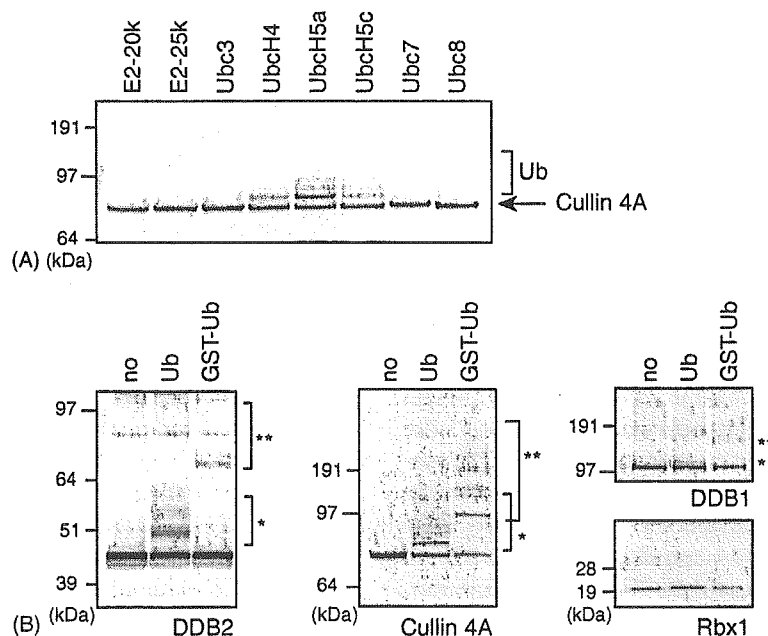 E2-20k E2-25k Ubc3 UbcH4 UbcH5a UbcH5c Ubc7 Ubc8
191
97
64
Ub
Cullin 4A
(A) (kDa)
no Ub GST-Ub
97
64
51
39
(kDa)
**
*
DDB2
no Ub GST-Ub
191
97
64
(kDa)
**
*
Cullin 4A
no Ub GST-Ub
191
97
**
*
DDB1
28
19
(kDa)
Rbx1
(B)